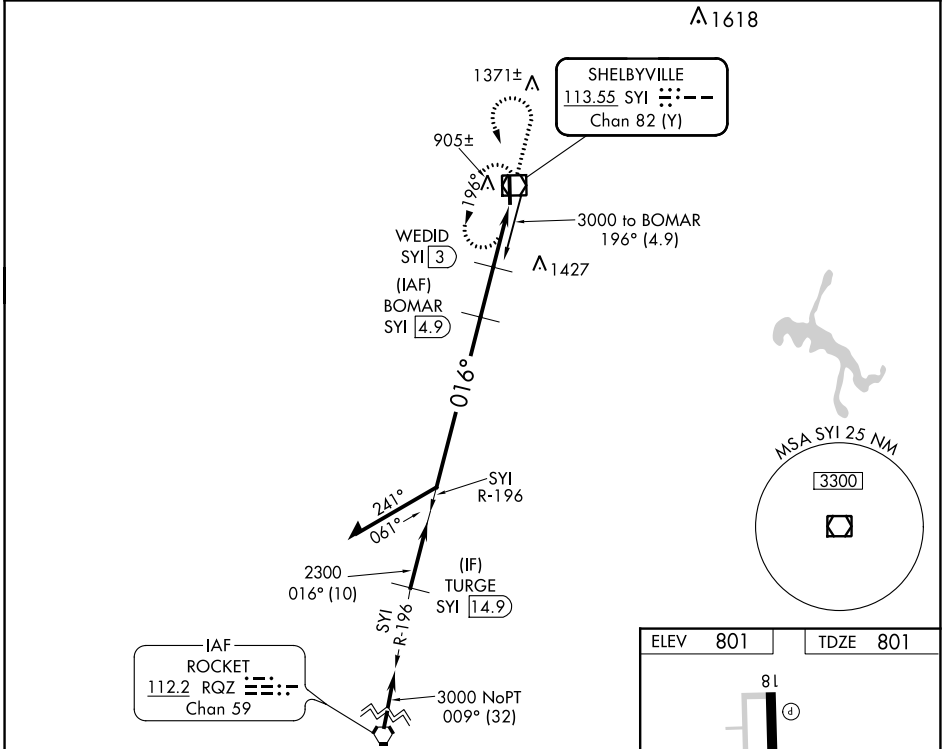 1618
1371±
SHELBYVILLE
113.55 SYI
Chan 82 (Y)
905±
196°
3000 to BOMAR
196° (4.9)
WEDID
SYI 3
1427
(IAF)
BOMAR
SYI 4.9
016°
MSA SYI 25 NM
3300
SYI
R-196
241°
061°
2300
016° (10)
(IF)
TURGE
SYI 14.9
SYI
R-196
IAF
ROCKET
112.2 RQZ
Chan 59
3000 NoPT
009° (32)
ELEV 801
TDZE 801
18
P